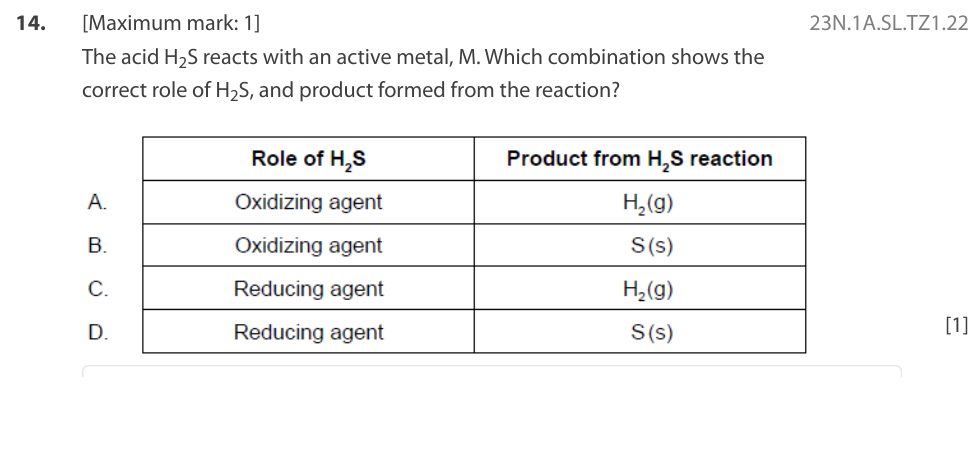 14. [Maximum mark: 1] 23N.1A.SL.TZ1.22
The acid H₂S reacts with an active metal, M. Which combination shows the
correct role of H₂S, and product formed from the reaction?
Role of H₂S Product from H₂S reaction
A. Oxidizing agent H₂(g)
B. Oxidizing agent S(s)
C. Reducing agent H₂(g)
D. Reducing agent S(s) [1]